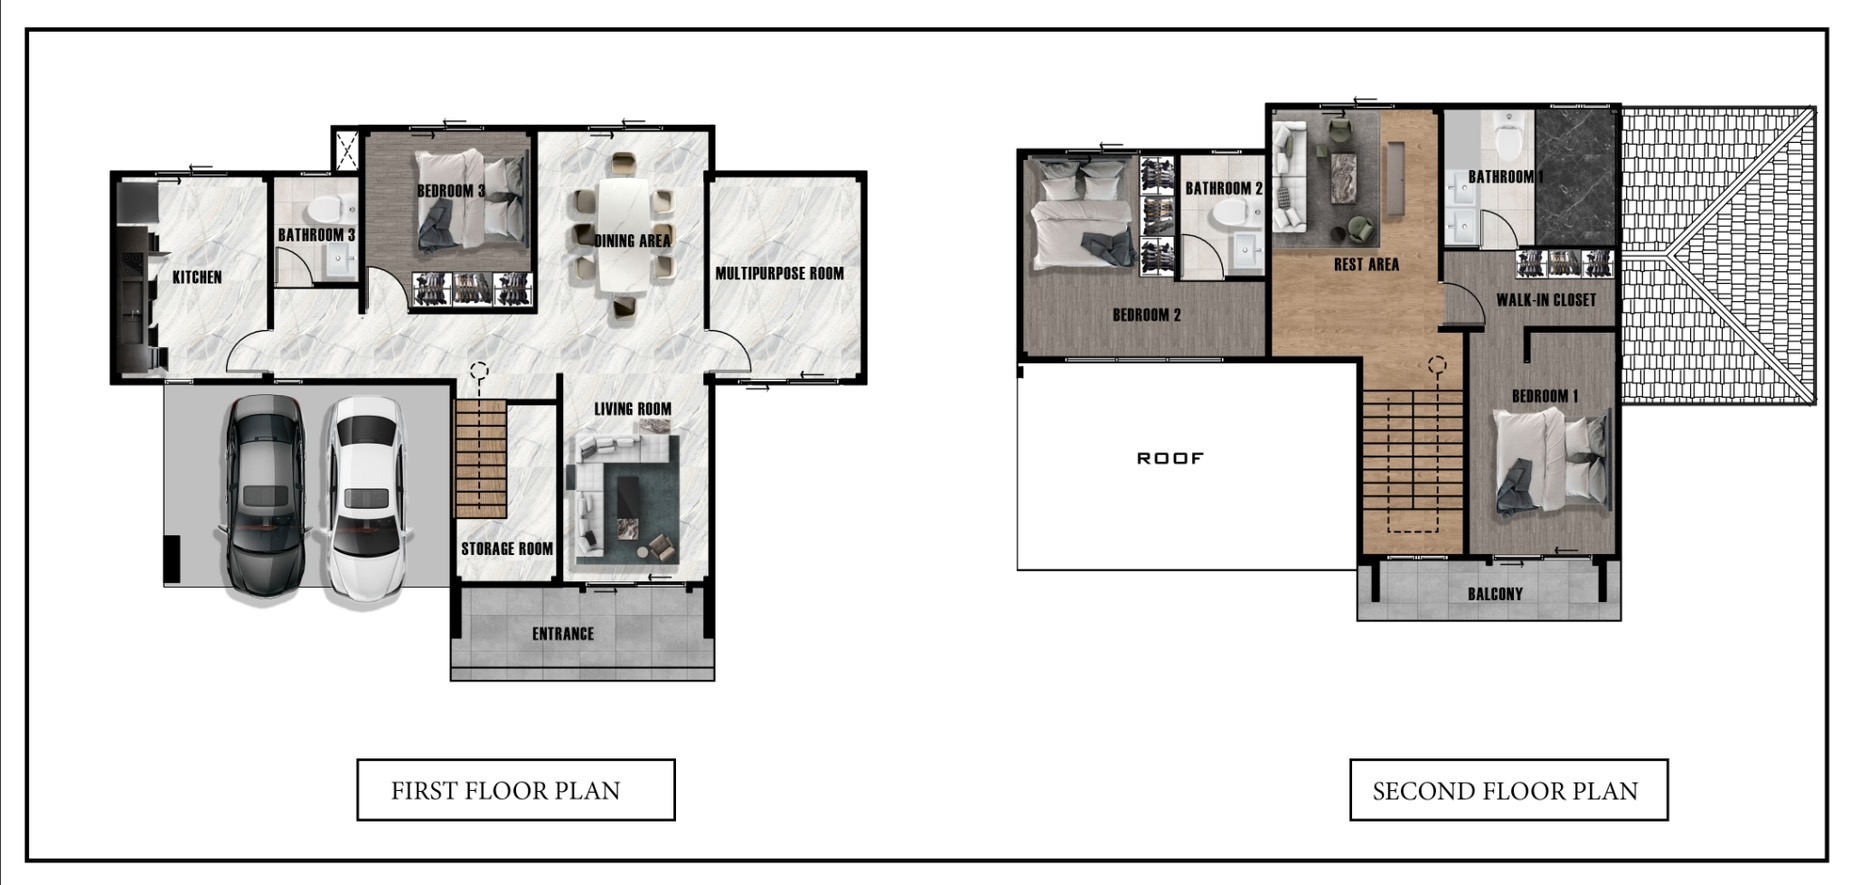 BEDROOM 3
DINING AREA
BATHROOM 3
KITCHEN
MULTIPURPOSE ROOM
LIVING ROOM
STORAGE ROOM
ENTRANCE
FIRST FLOOR PLAN
BATHROOM 2
BATHROOM 1
REST AREA
WALK-IN CLOSET
BEDROOM 2
BEDROOM 1
ROOF
BALCONY
SECOND FLOOR PLAN